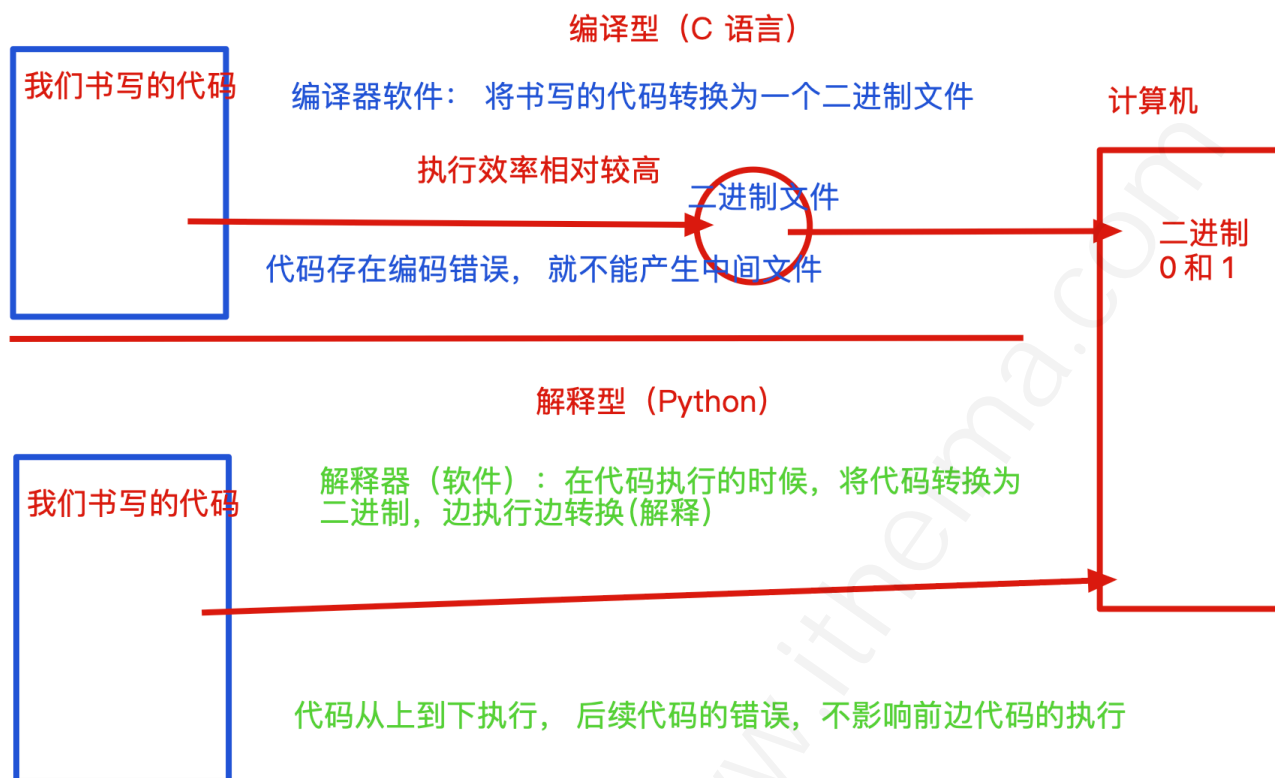 编译型（C 语言）
我们书写的代码
编译器软件： 将书写的代码转换为一个二进制文件
计算机
执行效率相对较高
二进制文件
二进制
0 和 1
代码存在编码错误， 就不能产生中间文件
解释型（Python）
我们书写的代码
解释器（软件）：在代码执行的时候，将代码转换为
二进制，边执行边转换(解释)
代码从上到下执行， 后续代码的错误，不影响前边代码的执行
www.itheima.com